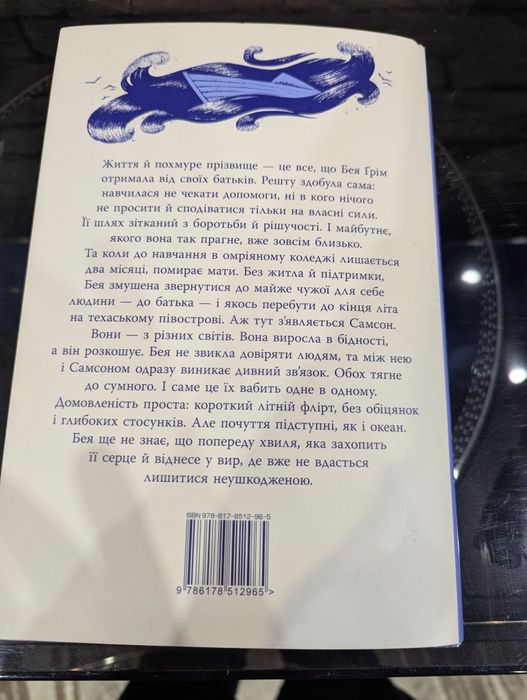 Життя й похмуре прізвище — це все, що Бея Ґрім
отримала від своїх батьків. Решту здобула сама:
навчилася не чекати допомоги, ні в кого нічого
не просити й сподіватися тільки на власні сили.
Її шлях зітканий з боротьби й рішучості. І майбутнє,
якого вона так прагне, вже зовсім близько.
Та коли до навчання в омріяному коледжі лишається
два місяці, помирає мати. Без житла й підтримки,
Бея змушена звернутися до майже чужої для себе
людини — до батька — і якось перебути до кінця літа
на техаському півострові. Аж тут з'являється Самсон.
Вони — з різних світів. Вона виросла в бідності,
а він розкошує. Бея не звикла довіряти людям, та між нею
і Самсоном одразу виникає дивний зв'язок. Обох тягне
до сумного. І саме це їх вабить одне в одному.
Домовленість проста: короткий літній флірт, без обіцянок
і глибоких стосунків. Але почуття підступні, як і океан.
Бея ще не знає, що попереду хвиля, яка захопить
її серце й віднесе у вир, де вже не вдасться
лишитися неушкодженою.
ISBN 978-617-8512-96-5
9 786178 512965>